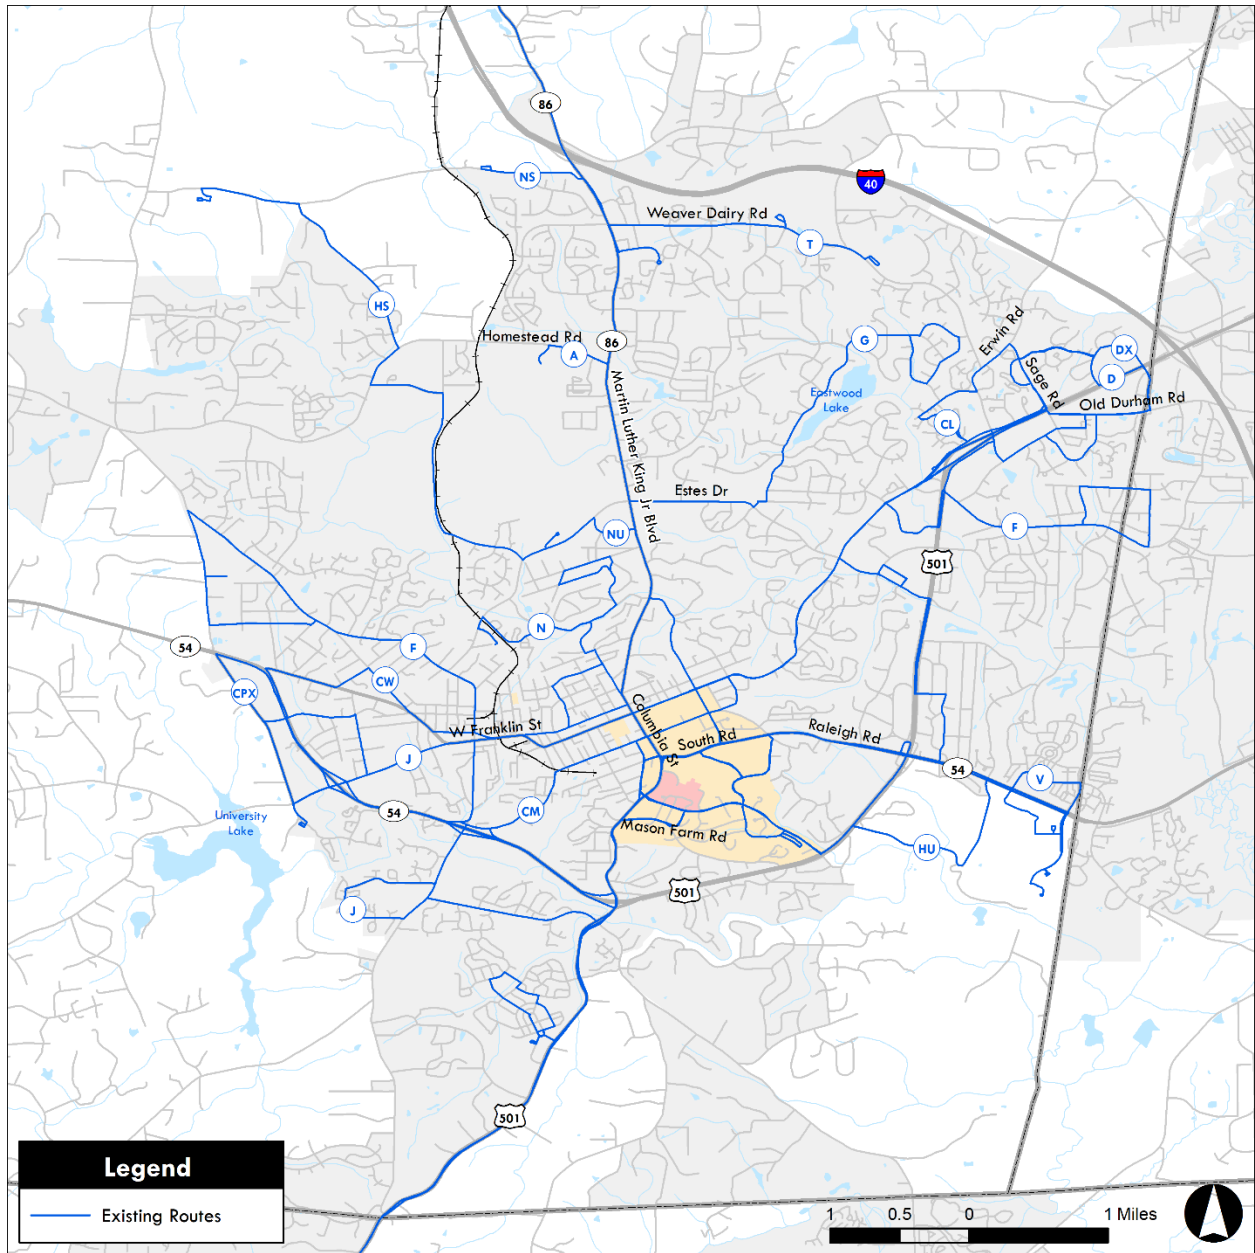 86
NS
40
Weaver Dairy Rd
T
HS
Erwin Rd
Homestead Rd
86
G
A
DX
D
Sage Rd
Martin Luther King Jr Blvd
Eastwood
Lake
Old Durham Rd
CL
Estes Dr
F
NU
501
N
54
F
CW
CPX
Columbia St
W Franklin St
South Rd
Raleigh Rd
J
54
V
54
CM
University
Lake
Mason Farm Rd
HU
501
J
501
Legend
Existing Routes
1 0.5 0 1 Miles